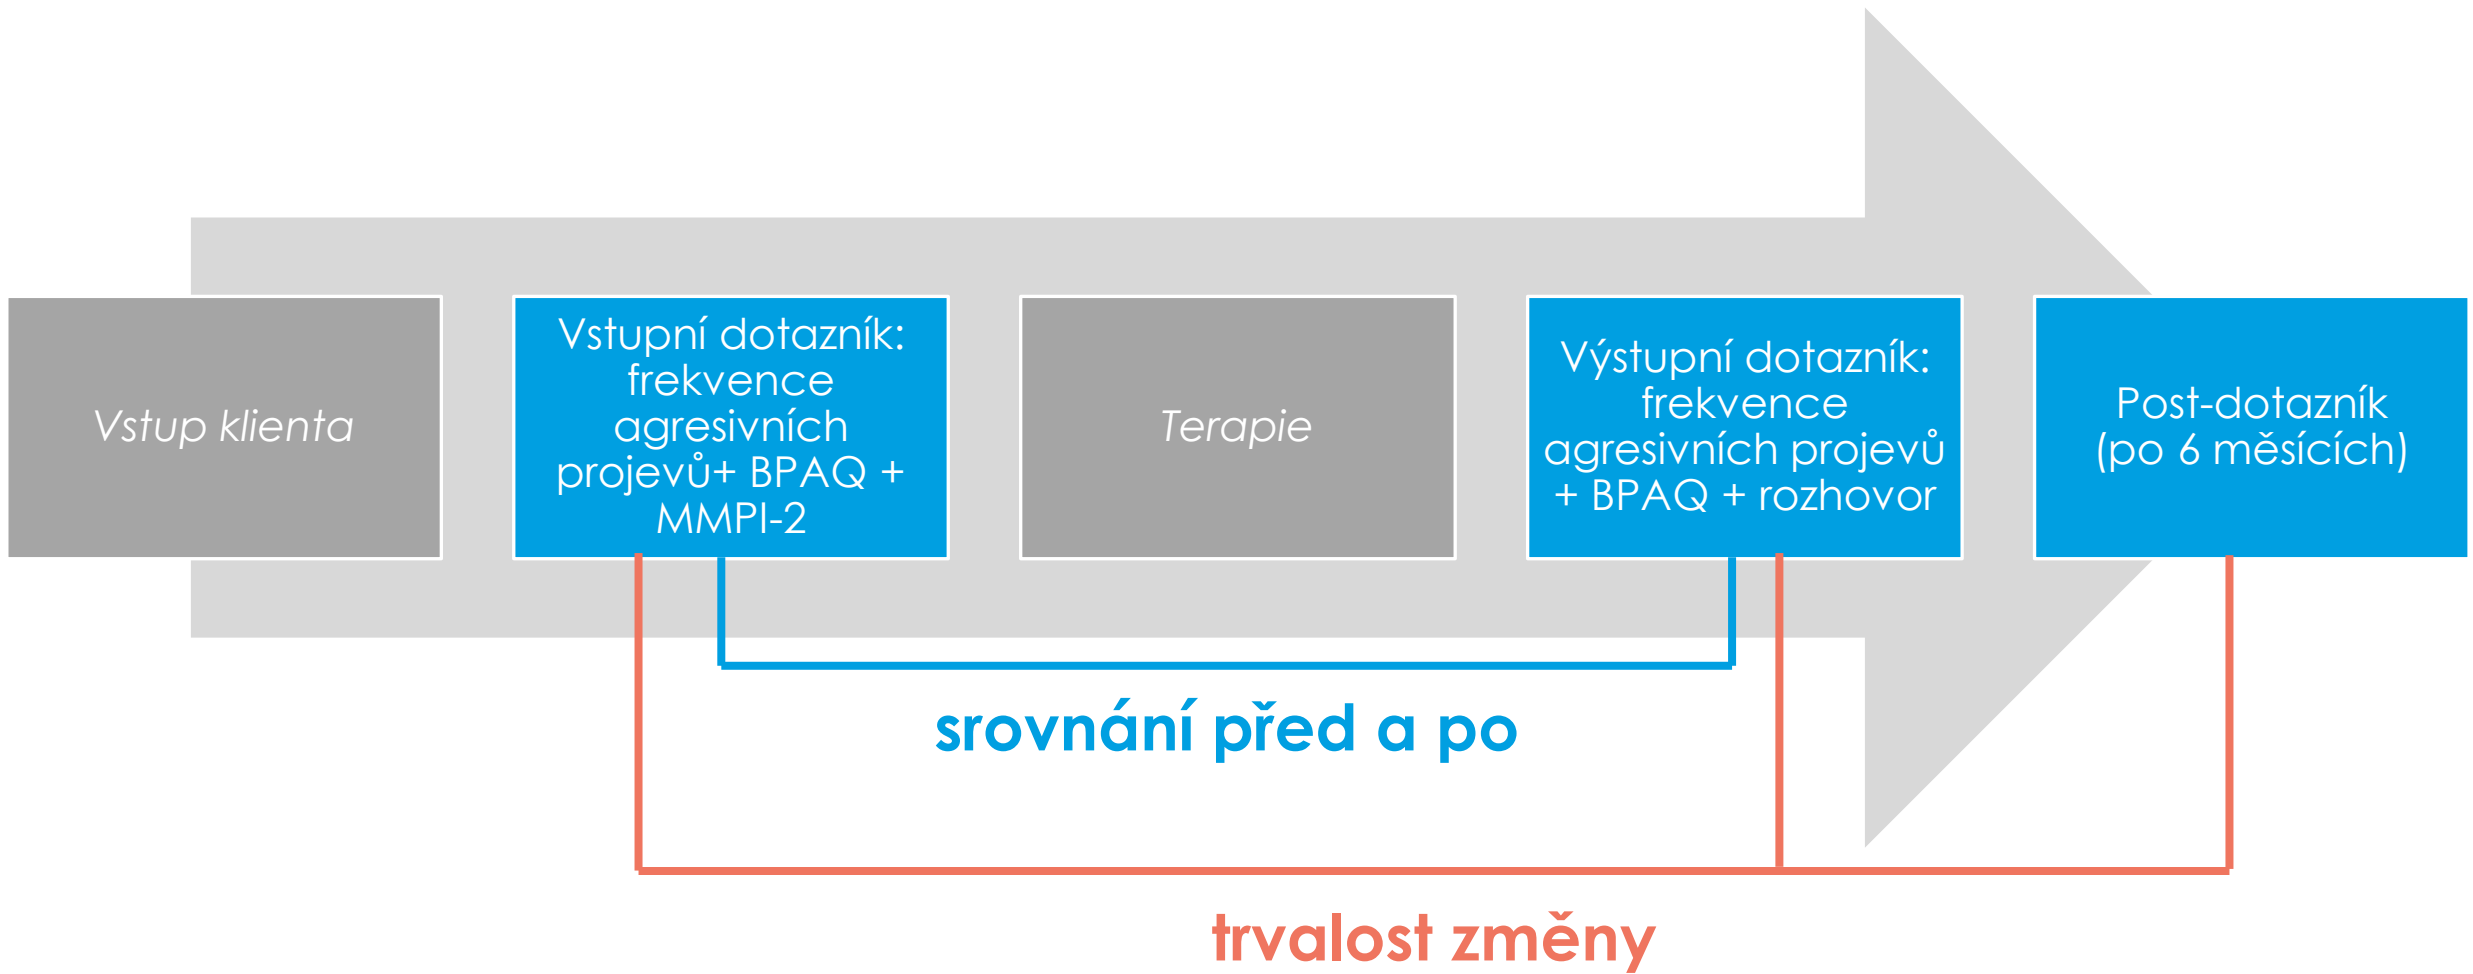 Vstup klienta
Vstupní dotazník:
frekvence
agresivních
projevů+ BPAQ +
MMPI-2
Terapie
Výstupní dotazník:
frekvence
agresivních projevů
+ BPAQ + rozhovor
Post-dotazník
(po 6 měsících)
srovnání před a po
trvalost změny